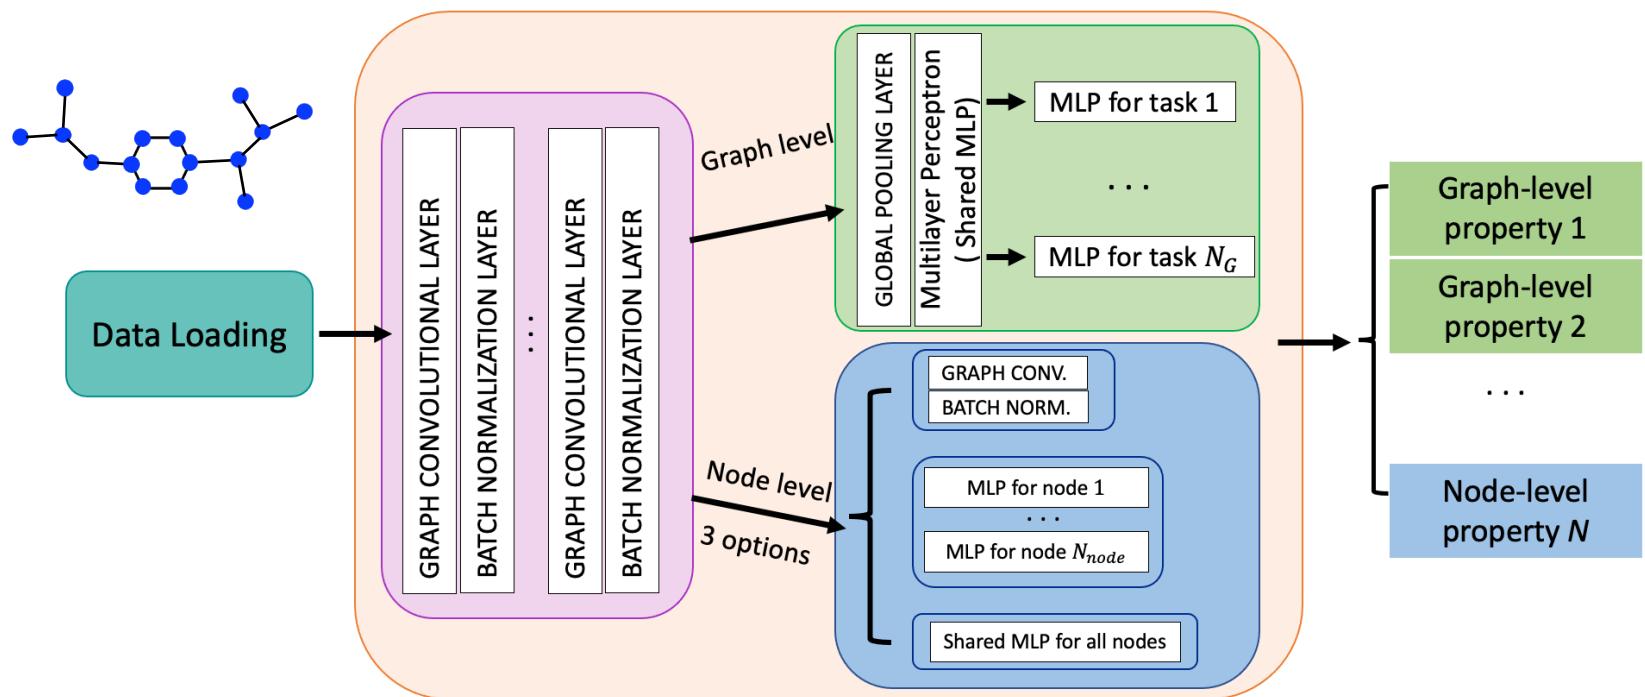 Data Loading
GRAPH CONVOLUTIONAL LAYER
BATCH NORMALIZATION LAYER
...
GRAPH CONVOLUTIONAL LAYER
BATCH NORMALIZATION LAYER
Graph level
GLOBAL POOLING LAYER
Multilayer Perceptron
( Shared MLP)
MLP for task 1
...
MLP for task N_G
Node level
3 options
GRAPH CONV.
BATCH NORM.
MLP for node 1
...
MLP for node N_node
Shared MLP for all nodes
Graph-level
property 1
Graph-level
property 2
...
Node-level
property N